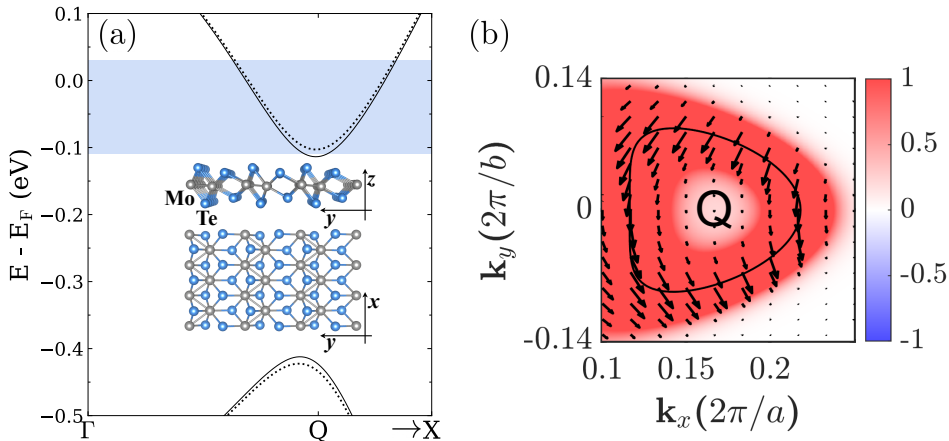 (a)
E - E_F (eV)
0.1
0.0
−0.1
−0.2
−0.3
−0.4
−0.5
Γ
Q
→X
Mo
Te
z
y
x
y
(b)
k_y(2π/b)
0.14
0
-0.14
Q
0.1
0.15
0.2
k_x(2π/a)
1
0.5
0
-0.5
-1